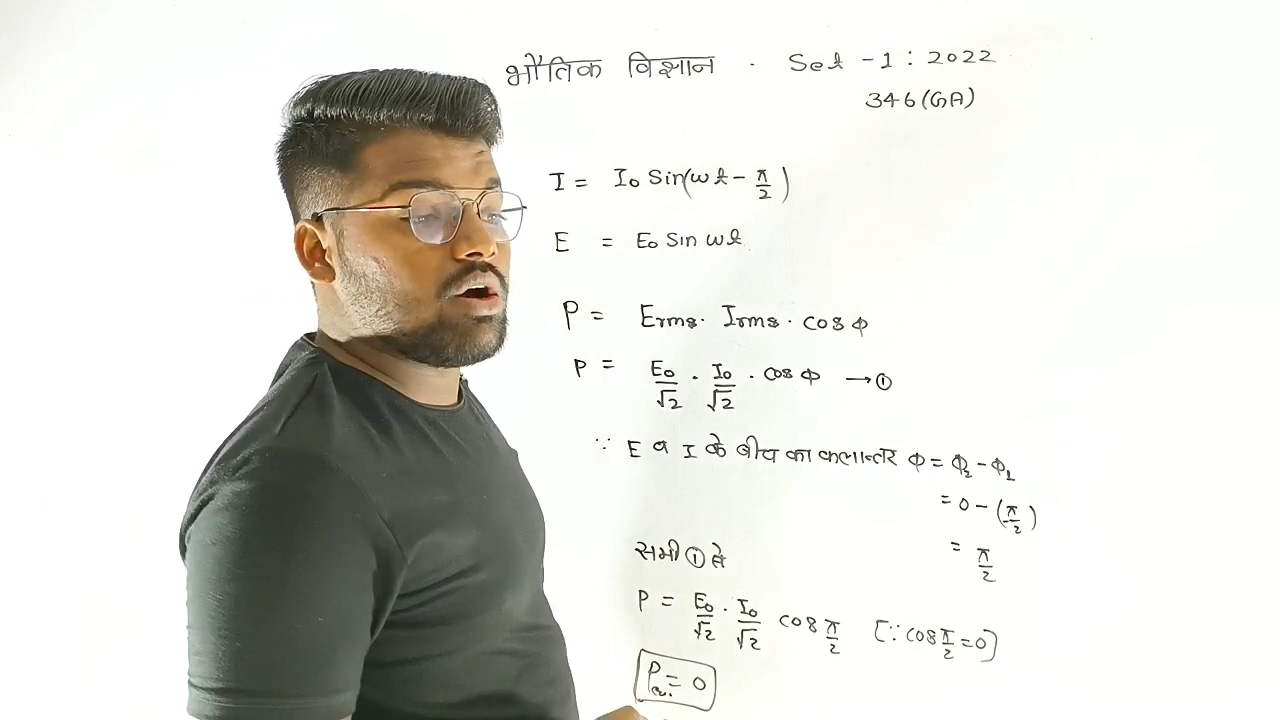 भौतिक विज्ञान . Set - 1 : 2022
346 (GA)
I = I₀ Sin(ωt - π/2)
E = E₀ Sin ωt
P = Erms . Irms . cos φ
P = E₀/√2 . I₀/√2 . cos φ → ①
∵ E व I के बीच का कलान्तर φ = φ₂ - φ₁
= 0 - (-π/2)
= π/2
समी ① से
P = E₀/√2 . I₀/√2 cos π/2 [∵ cos π/2 = 0]
P = 0